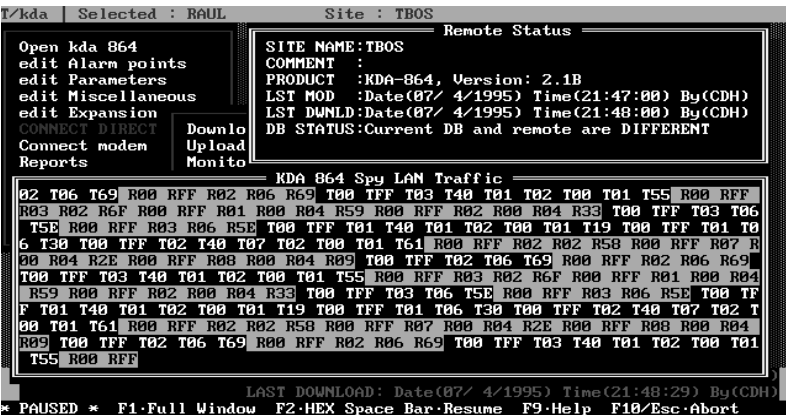 T/kda | Selected : RAUL Site : TBOS
Remote Status
Open kda 864
edit Alarm points
edit Parameters
edit Miscellaneous
edit Expansion
CONNECT DIRECT
Connect modem
Reports
Downlo
Upload
Monito
SITE NAME:TBOS
COMMENT :
PRODUCT :KDA-864, Version: 2.1B
LST MOD :Date(07/ 4/1995) Time(21:47:00) By(CDH)
LST DWNLD:Date(07/ 4/1995) Time(21:48:00) By(CDH)
DB STATUS:Current DB and remote are DIFFERENT
KDA 864 Spy LAN Traffic
02 T06 T69 R00 RFF R02 R06 R69 T00 TFF T03 T40 T01 T02 T00 T01 T55 R00 RFF
R03 R02 R6F R00 RFF R01 R00 R04 R59 R00 RFF R02 R00 R04 R33 T00 TFF T03 T06
T5E R00 RFF R03 R06 R5E T00 TFF T01 T40 T01 T02 T00 T01 T19 T00 TFF T01 T0
6 T30 T00 TFF T02 T40 T07 T02 T00 T01 T61 R00 RFF R02 R02 R58 R00 RFF R07 R
00 R04 R2E R00 RFF R08 R00 R04 R09 T00 TFF T02 T06 T69 R00 RFF R02 R06 R69
T00 TFF T03 T40 T01 T02 T00 T01 T55 R00 RFF R03 R02 R6F R00 RFF R01 R00 R04
R59 R00 RFF R02 R00 R04 R33 T00 TFF T03 T06 T5E R00 RFF R03 R06 R5E T00 TF
F T01 T40 T01 T02 T00 T01 T19 T00 TFF T01 T06 T30 T00 TFF T02 T40 T07 T02 T
00 T01 T61 R00 RFF R02 R02 R58 R00 RFF R07 R00 R04 R2E R00 RFF R08 R00 R04
R09 T00 TFF T02 T06 T69 R00 RFF R02 R06 R69 T00 TFF T03 T40 T01 T02 T00 T01
T55 R00 RFF
LAST DOWNLOAD: Date(07/ 4/1995) Time(21:48:29) By(CDH)
* PAUSED * F1·Full Window F2·HEX Space Bar·Resume F9·Help F10/Esc·Abort